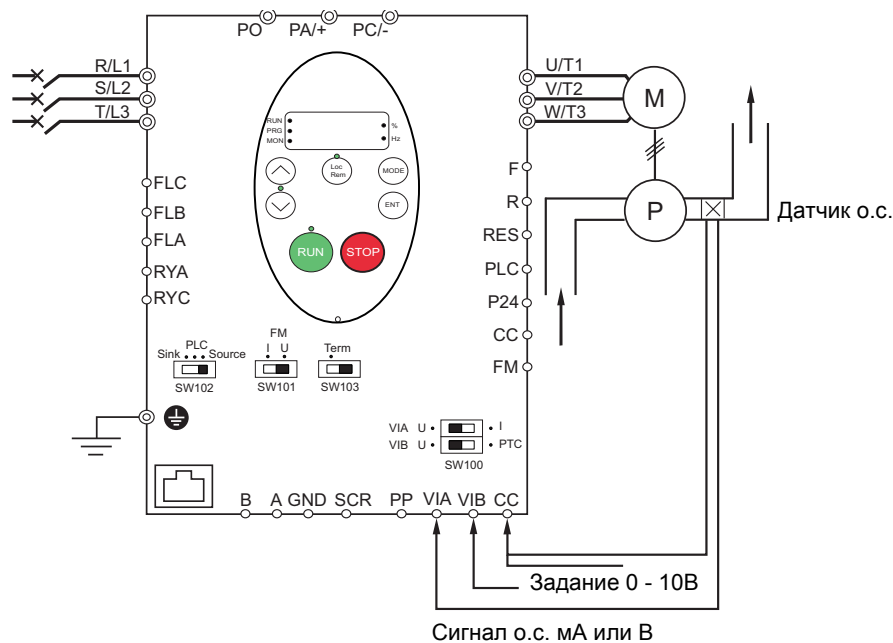 PO PA/+ PC/-
R/L1
S/L2
T/L3
U/T1
V/T2
W/T3
M
RUN
PRG
MON
%
Hz
Loc
Rem
MODE
ENT
RUN
STOP
FLC
FLB
FLA
RYA
RYC
F
R
RES
PLC
P24
CC
FM
P
Датчик о.с.
PLC
Sink Source
SW102
FM
I U
SW101
Term
SW103
VIA U I
VIB U PTC
SW100
B A GND SCR PP VIA VIB CC
Задание 0 - 10В
Сигнал о.с. мА или В